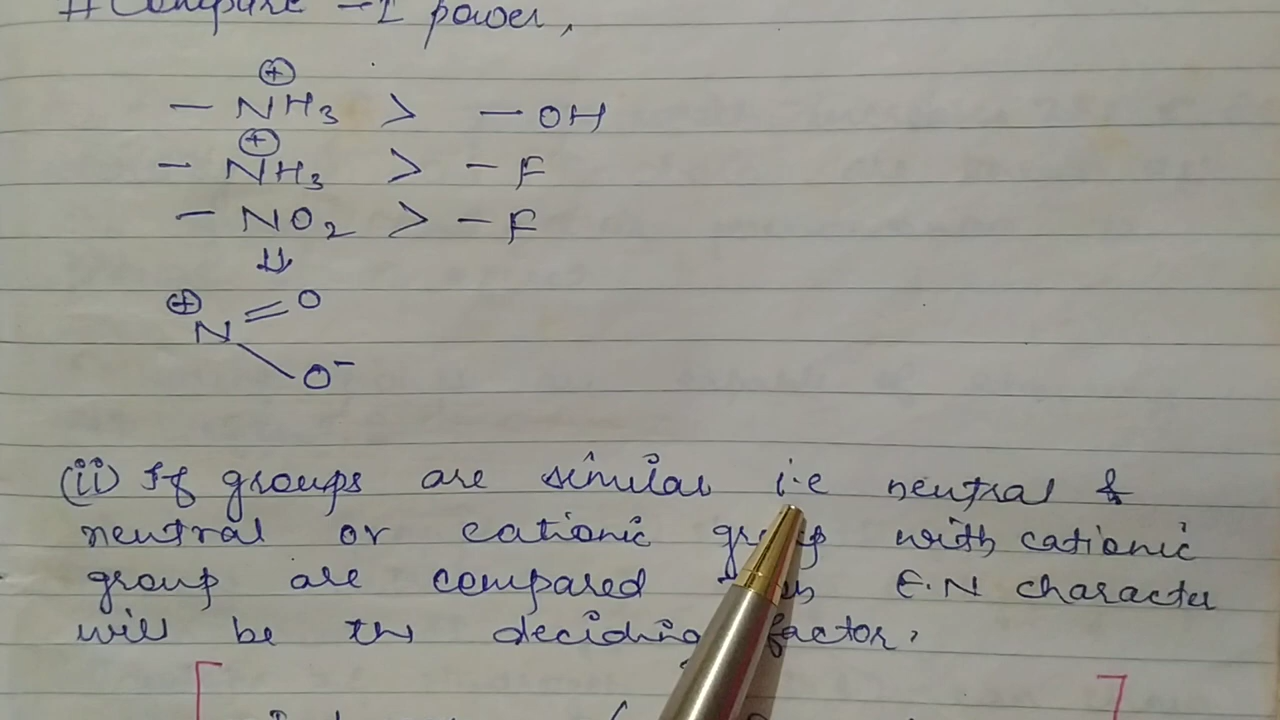 # Compare -I power,
⊕
- NH3 > - OH
⊕
- NH3 > - F
- NO2 > - F
⇓
⊕ N = O
O-
(ii) If groups are similar i.e neutral &
neutral or cationic group with cationic
group are compared E.N character
will be the deciding factor,